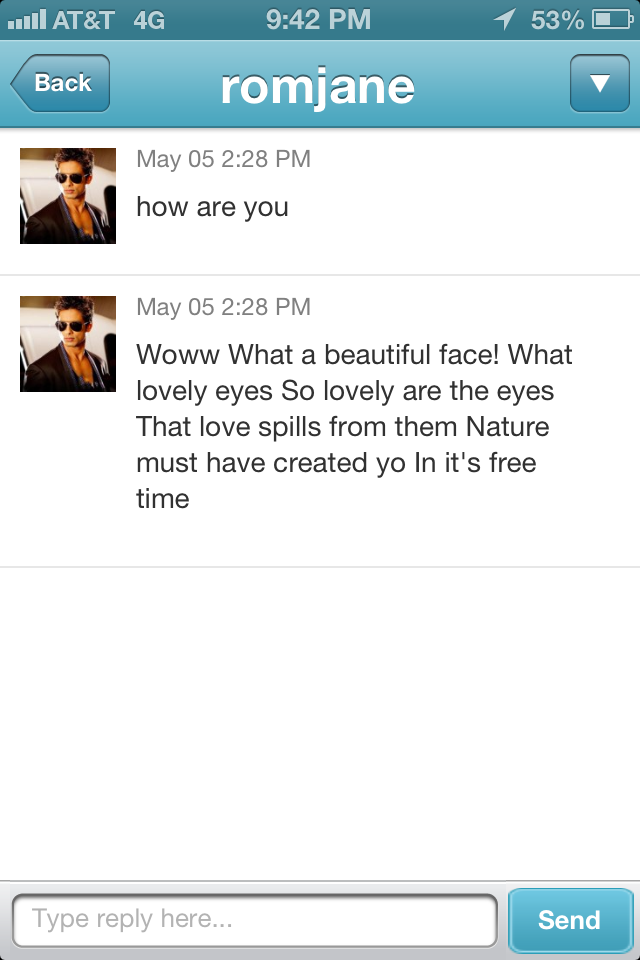 AT&T 4G 9:42 PM 53%
Back romjane
May 05 2:28 PM
how are you
May 05 2:28 PM
Woww What a beautiful face! What
lovely eyes So lovely are the eyes
That love spills from them Nature
must have created yo In it's free
time
Type reply here... Send